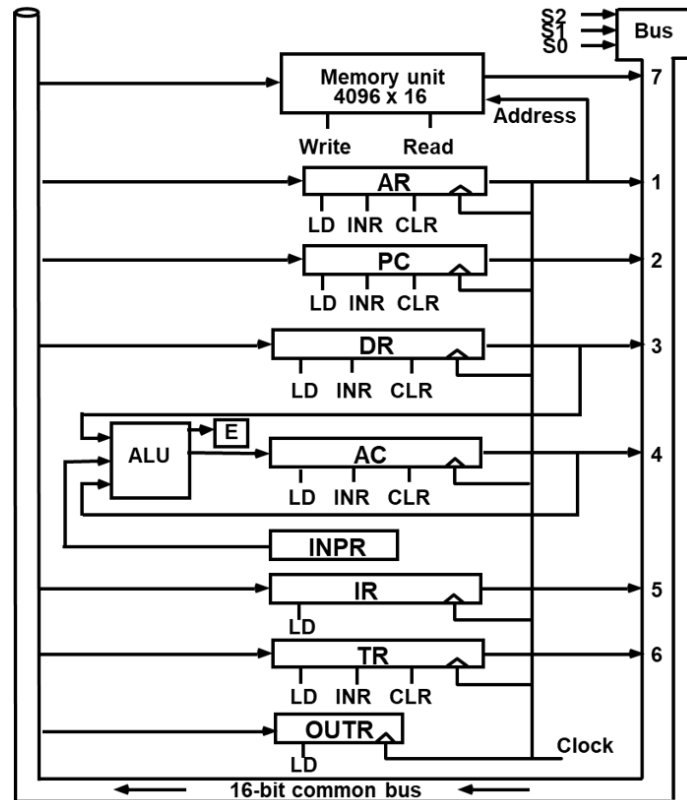 S2
S1
S0
Bus
Memory unit
4096 x 16
7
Address
Write
Read
AR
1
LD INR CLR
PC
2
LD INR CLR
DR
3
LD INR CLR
E
ALU
AC
4
LD INR CLR
INPR
IR
5
LD
TR
6
LD INR CLR
OUTR
Clock
LD
16-bit common bus